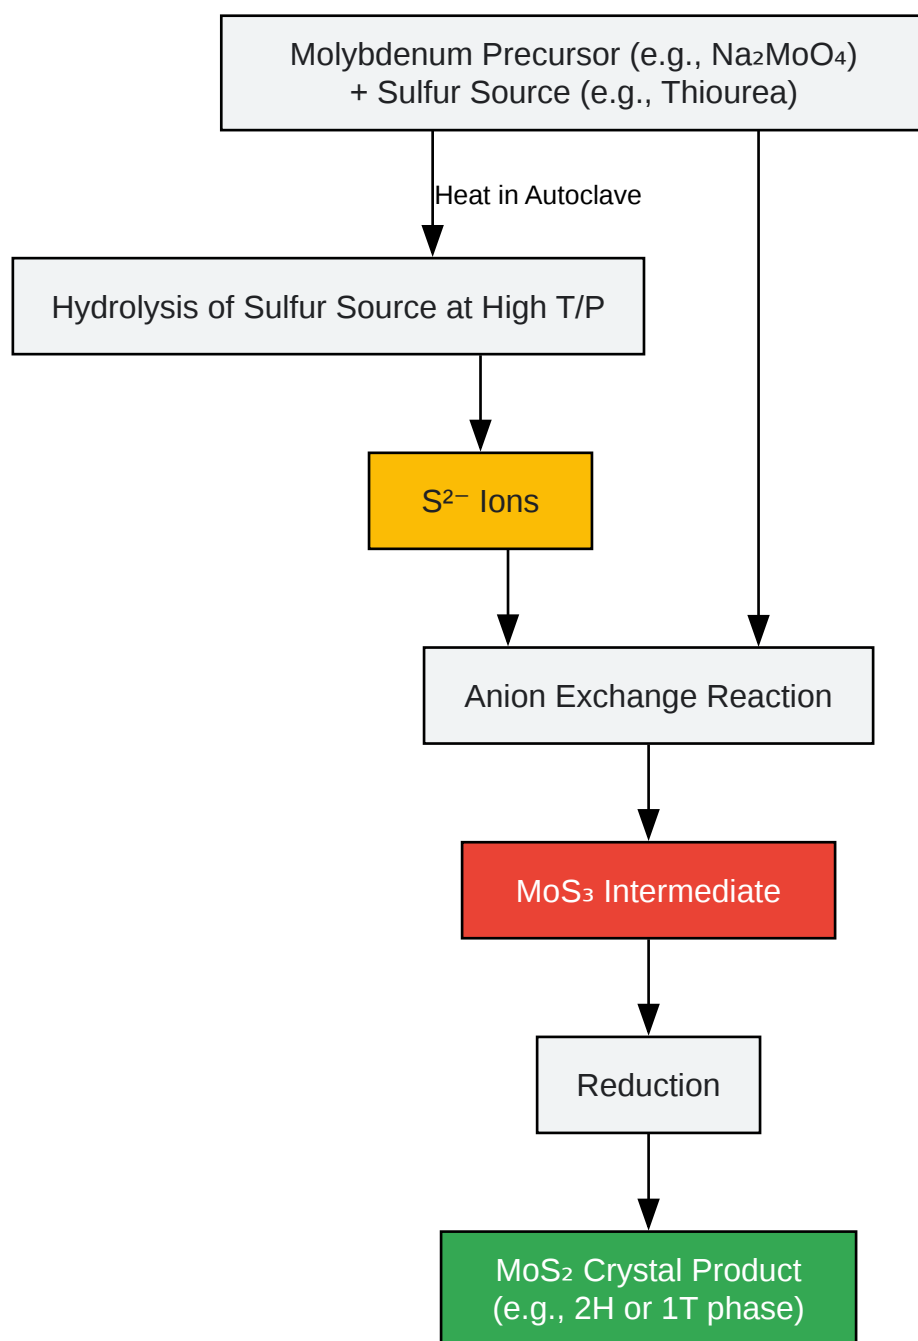 Molybdenum Precursor (e.g., Na₂MoO₄)
+ Sulfur Source (e.g., Thiourea)
Heat in Autoclave
Hydrolysis of Sulfur Source at High T/P
S²⁻ Ions
Anion Exchange Reaction
MoS₃ Intermediate
Reduction
MoS₂ Crystal Product
(e.g., 2H or 1T phase)